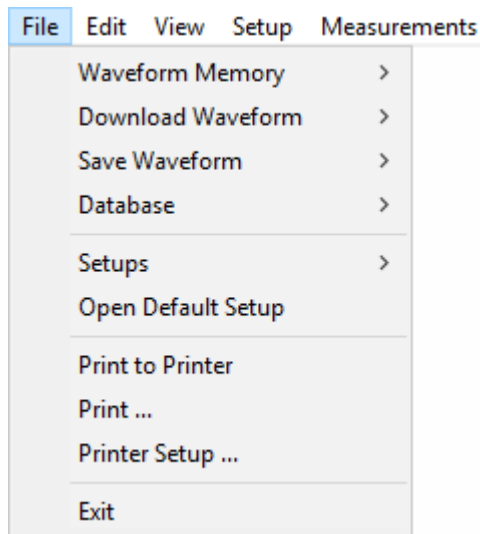 File Edit View Setup Measurements
Waveform Memory >
Download Waveform >
Save Waveform >
Database >
Setups >
Open Default Setup
Print to Printer
Print ...
Printer Setup ...
Exit